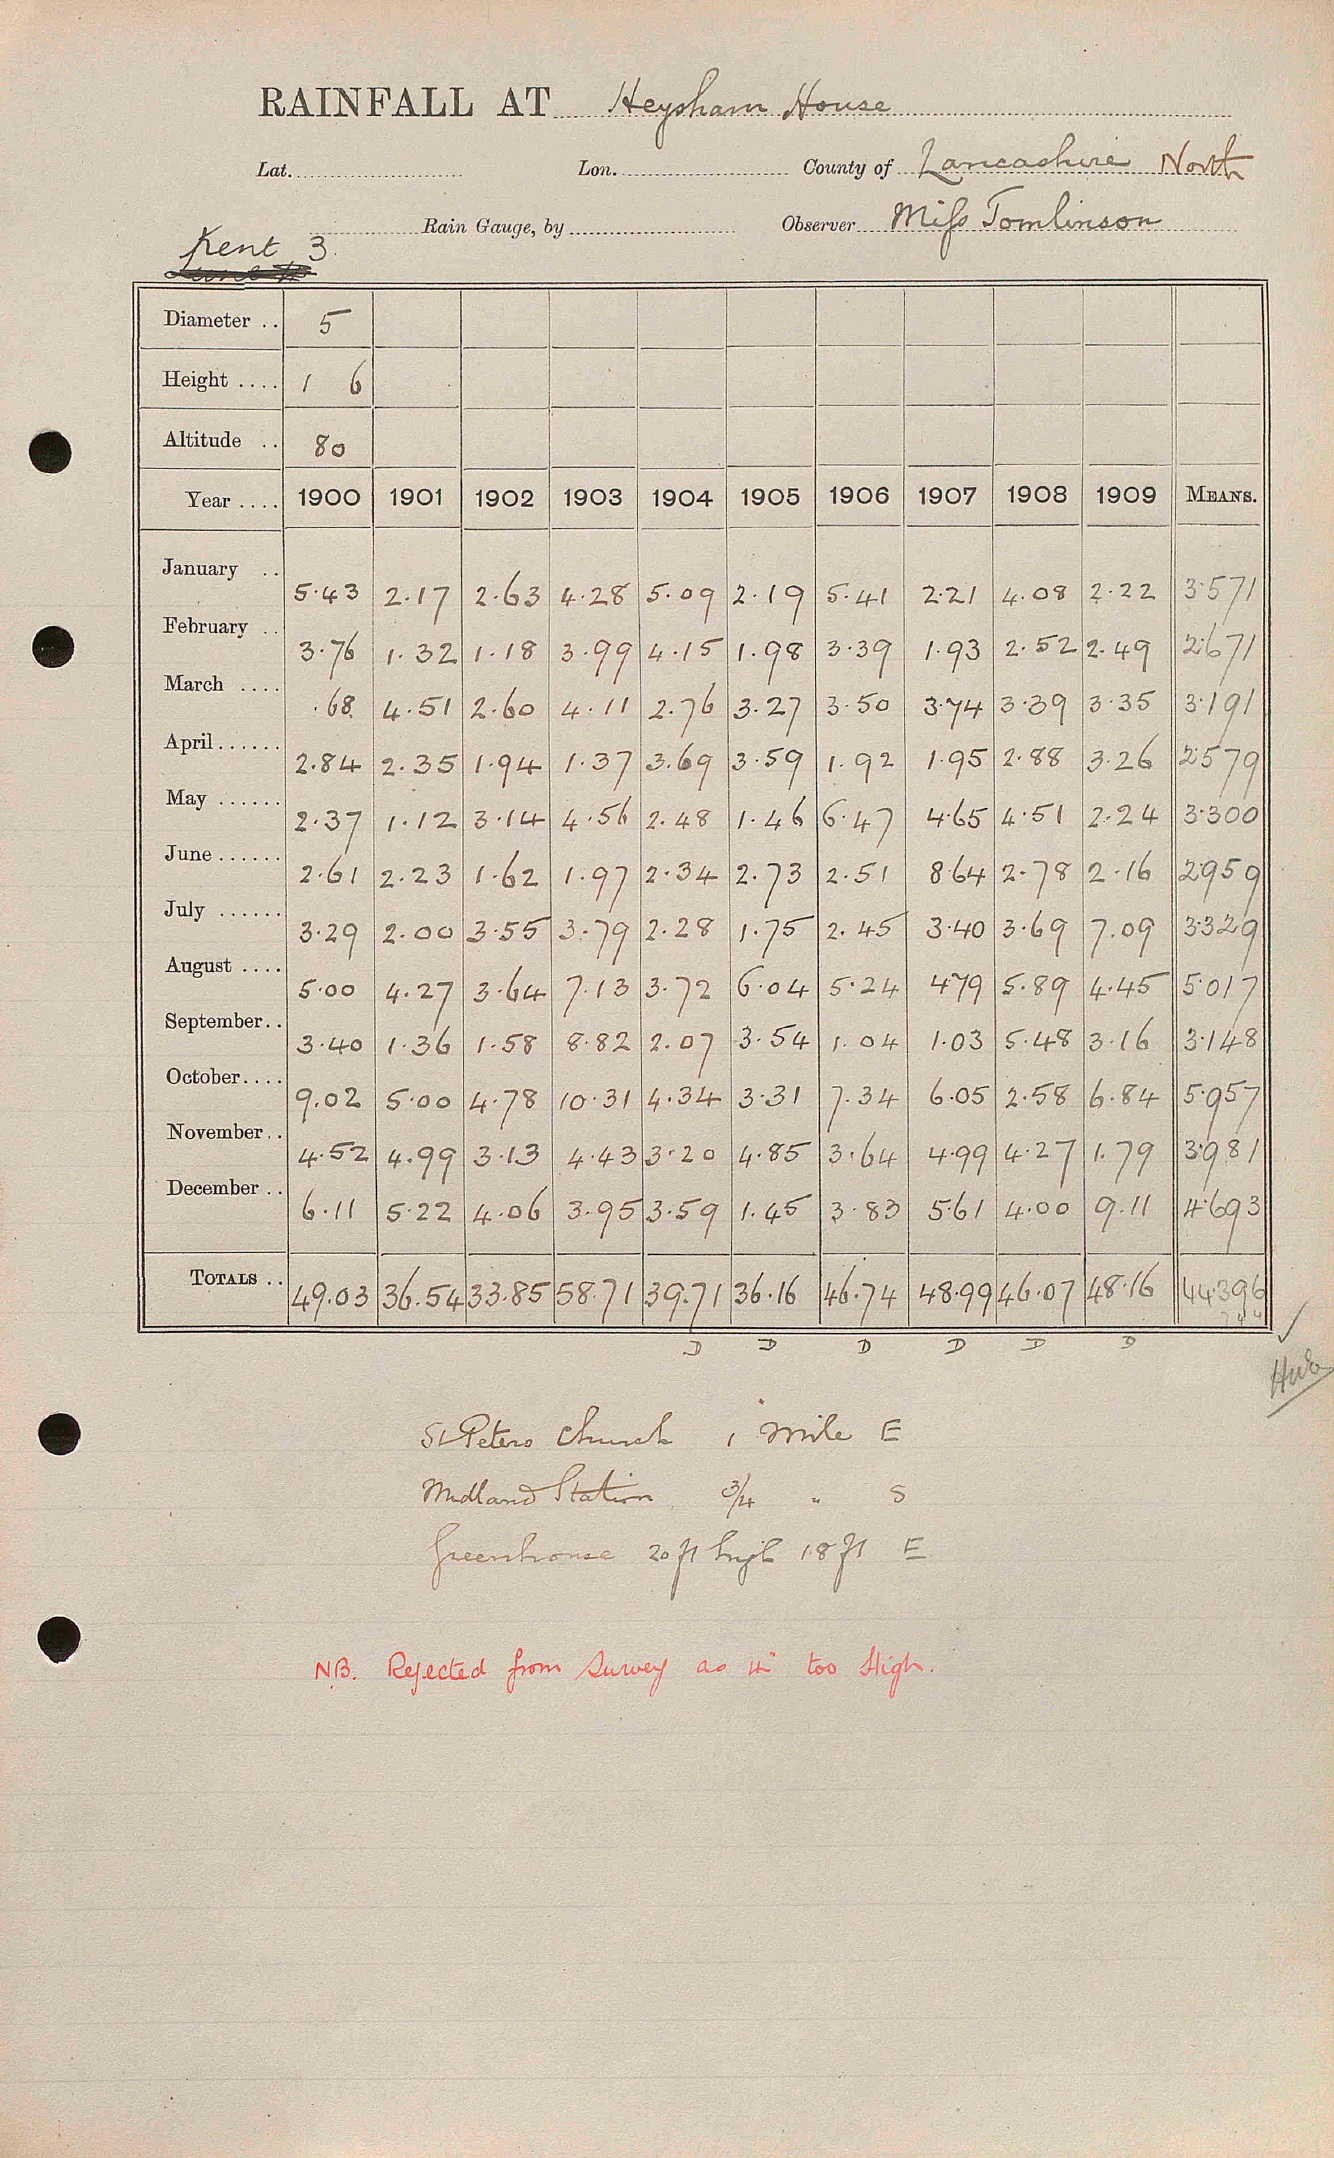 RAINFALL AT Heysham House
Lat. Lon. County of Lancashire North
Rain Gauge, by Observer Miss Tomlinson
Kent 3
Diameter .. 5
Height .... 1 6
Altitude .. 80
Year .... 1900 1901 1902 1903 1904 1905 1906 1907 1908 1909 MEANS.
January .. 5.43 2.17 2.63 4.28 5.09 2.19 5.41 2.21 4.08 2.22 3.571
February .. 3.76 1.32 1.18 3.99 4.15 1.98 3.39 1.93 2.52 2.49 2.671
March .... .68 4.51 2.60 4.11 2.76 3.27 3.50 3.74 3.39 3.35 3.191
April...... 2.84 2.35 1.94 1.37 3.69 3.59 1.92 1.95 2.88 3.26 2.579
May ...... 2.37 1.12 3.14 4.56 2.48 1.46 6.47 4.65 4.51 2.24 3.300
June...... 2.61 2.23 1.62 1.97 2.34 2.73 2.51 8.64 2.78 2.16 2.959
July ...... 3.29 2.00 3.55 3.79 2.28 1.75 2.45 3.40 3.69 7.09 3.329
August .... 5.00 4.27 3.64 7.13 3.72 6.04 5.24 4.79 5.89 4.45 5.017
September.. 3.40 1.36 1.58 8.82 2.07 3.54 1.04 1.03 5.48 3.16 3.148
October.... 9.02 5.00 4.78 10.31 4.34 3.31 7.34 6.05 2.58 6.84 5.957
November.. 4.52 4.99 3.13 4.43 3.20 4.85 3.64 4.99 4.27 1.79 3.981
December .. 6.11 5.22 4.06 3.95 3.59 1.45 3.83 5.61 4.00 9.11 4.693
TOTALS .. 49.03 36.54 33.85 58.71 39.71 36.16 46.74 48.99 46.07 48.16 44.396
D D D D D D
St Peters Church 1 Mile E
Midland Station 3/4 " S
Greenhouse 20 ft high 18 ft E
NB. Rejected from Survey as 4" too High.